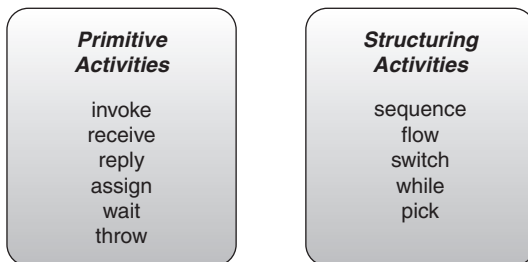 Primitive
Activities
invoke
receive
reply
assign
wait
throw
Structuring
Activities
sequence
flow
switch
while
pick